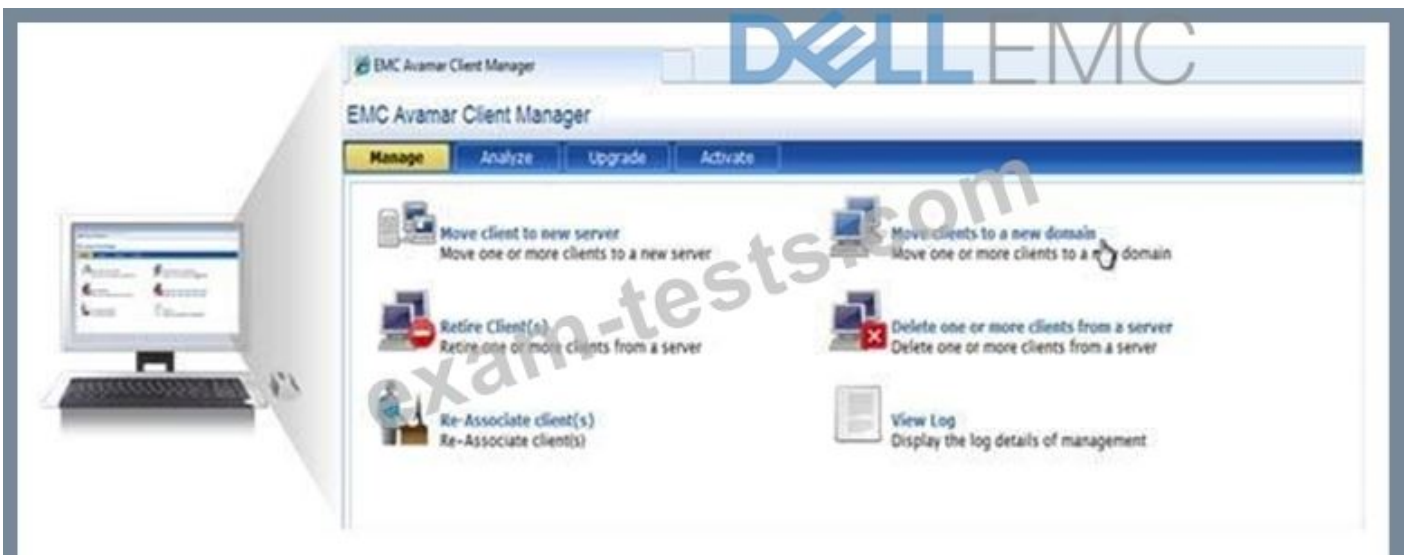 DELLEMC
EMC Avamar Client Manager
EMC Avamar Client Manager
Manage Analyze Upgrade Activate
Move client to new server
Move one or more clients to a new server
Move clients to a new domain
Move one or more clients to a domain
Retire Client(s)
Retire one or more clients from a server
Delete one or more clients from a server
Delete one or more clients from a server
Re-Associate client(s)
Re-Associate client(s)
View Log
Display the log details of management
exam-tests.com